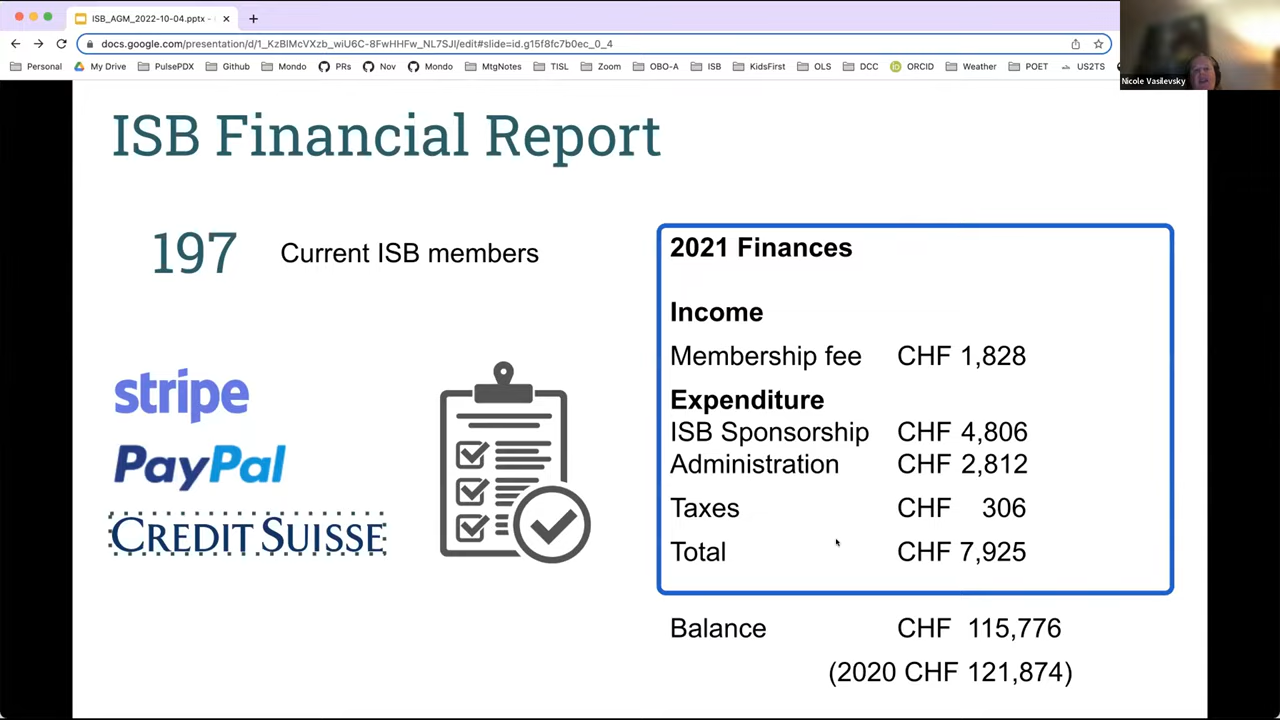 ISB_AGM_2022-10-04.pptx -
docs.google.com/presentation/d/1_KzBlMcVXzb_wiU6C-8FwHHFw_NL7SJI/edit#slide=id.g15f8fc7b0ec_0_4
Personal My Drive PulsePDX Github Mondo PRs Nov Mondo MtgNotes TISL Zoom OBO-A ISB KidsFirst OLS DCC ORCID Weather POET US2TS
Nicole Vasilevsky
ISB Financial Report
197 Current ISB members
stripe
PayPal
CREDIT SUISSE
2021 Finances
Income
Membership fee CHF 1,828
Expenditure
ISB Sponsorship CHF 4,806
Administration CHF 2,812
Taxes CHF 306
Total CHF 7,925
Balance CHF 115,776
(2020 CHF 121,874)